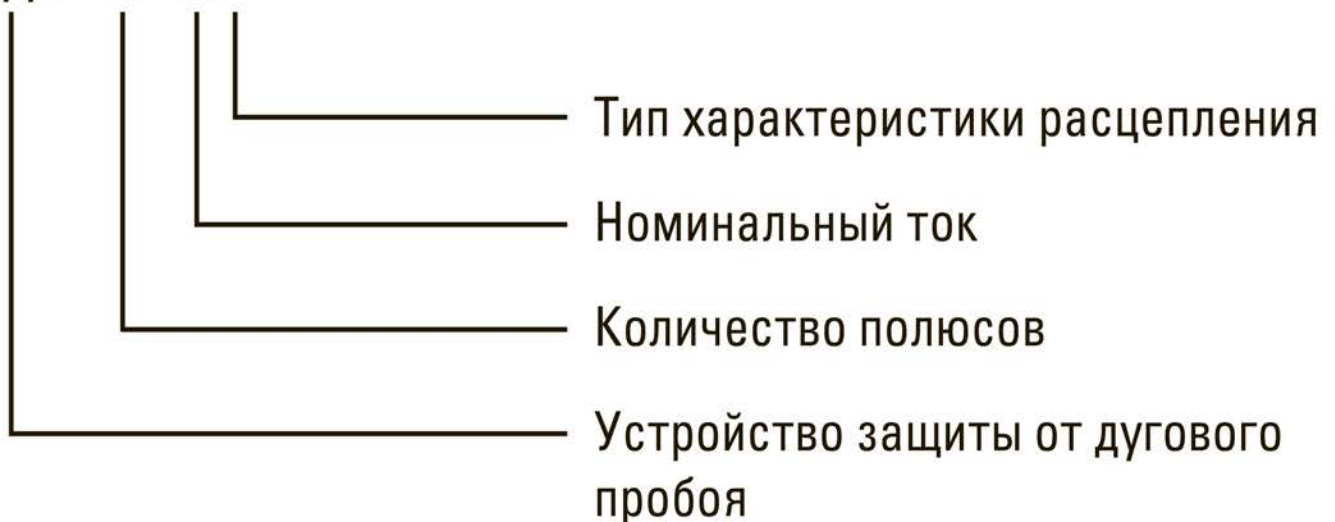 Тип характеристики расцепления
Номинальный ток
Количество полюсов
Устройство защиты от дугового
пробоя